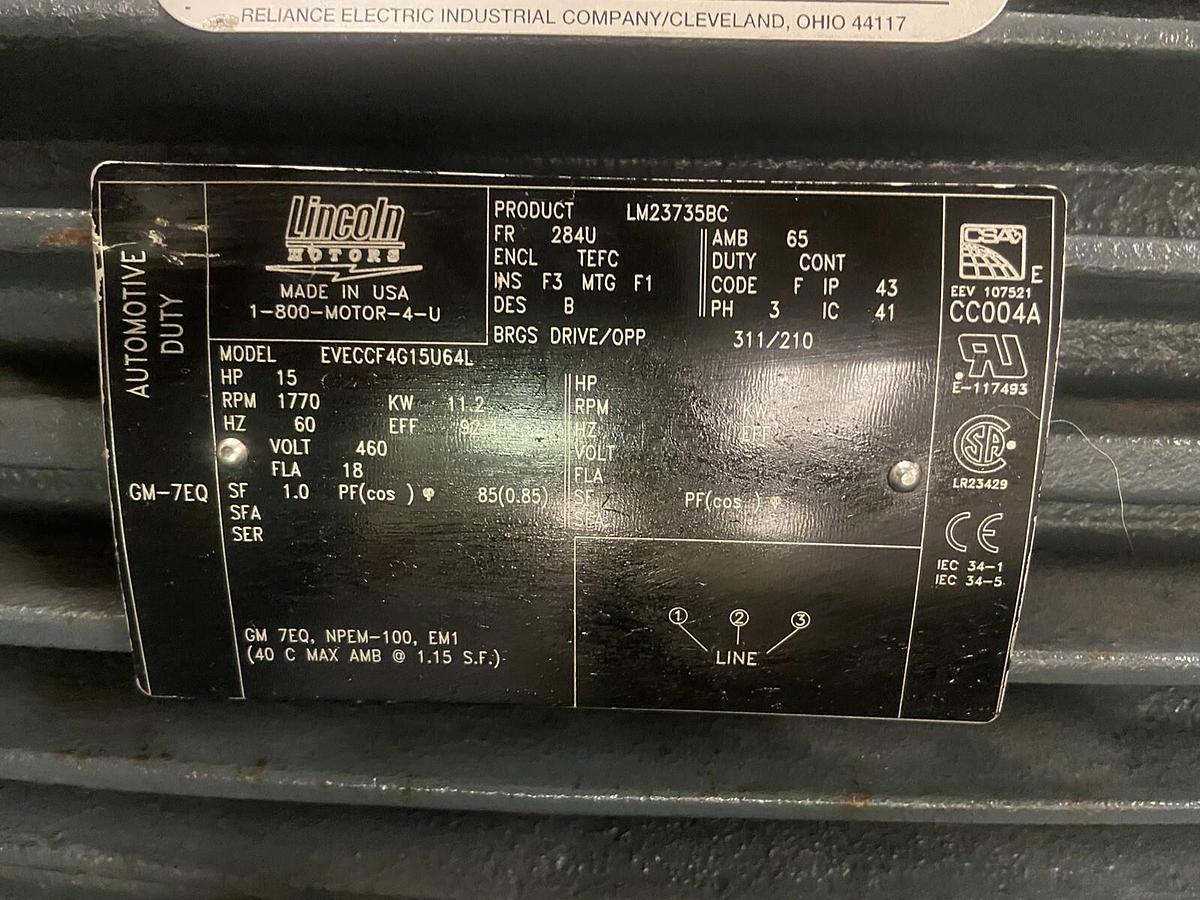 RELIANCE ELECTRIC INDUSTRIAL COMPANY/CLEVELAND, OHIO 44117
AUTOMOTIVE
DUTY
GM-7EQ
Lincoln
MOTORS
MADE IN USA
1-800-MOTOR-4-U
PRODUCT LM23735BC
FR 284U
ENCL TEFC
INS F3 MTG F1
DES B
AMB 65
DUTY CONT
CODE F IP 43
PH 3 IC 41
BRGS DRIVE/OPP 311/210
MODEL EVECCF4G15U64L
HP 15
RPM 1770 KW 11.2
HZ 60 EFF
VOLT 460
FLA 18
SF 1.0 PF(cos ) φ 85(0.85)
SFA
SER
HP
RPM KW
HZ EFF
VOLT
FLA
SF PF(cos ) φ
SFA
GM 7EQ, NPEM-100, EM1
(40 C MAX AMB @ 1.15 S.F.)
1 2 3
LINE
CSA
E
EEV 107521
CC004A
RU
E-117493
SA
LR23429
CE
IEC 34-1
IEC 34-5